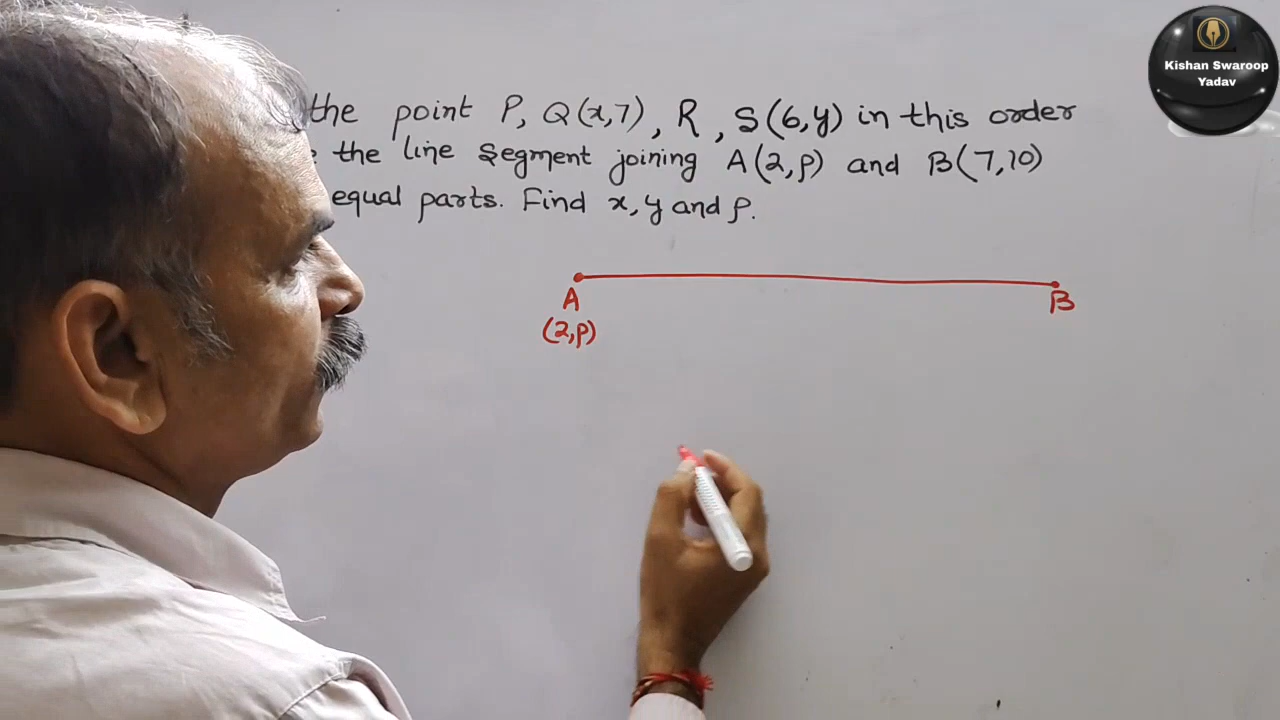 the point P, Q(x,7), R, S(6,y) in this order
the line segment joining A(2,p) and B(7,10)
equal parts. Find x, y and p.
A
B
(2,p)
Kishan Swaroop
Yadav